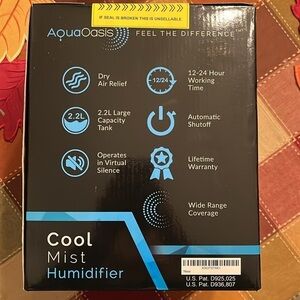 IF SEAL IS BROKEN THIS IS UNSELLABLE
AquaOasis FEEL THE DIFFERENCE
Dry
Air Relief
12/24
12-24 Hour
Working
Time
2.2L
2.2L Large
Capacity
Tank
Automatic
Shutoff
Operates
in Virtual
Silence
Lifetime
Warranty
Wide Range
Coverage
Cool
Mist
Humidifier
New
U.S. Pat. D925,025
U.S. Pat. D936,807